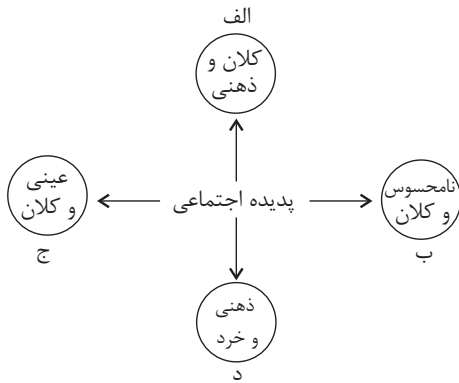 الف
کلان و
ذهنی
عینی
و کلان
ج
پدیده اجتماعی
نامحسوس
و کلان
ب
ذهنی
و خرد
د